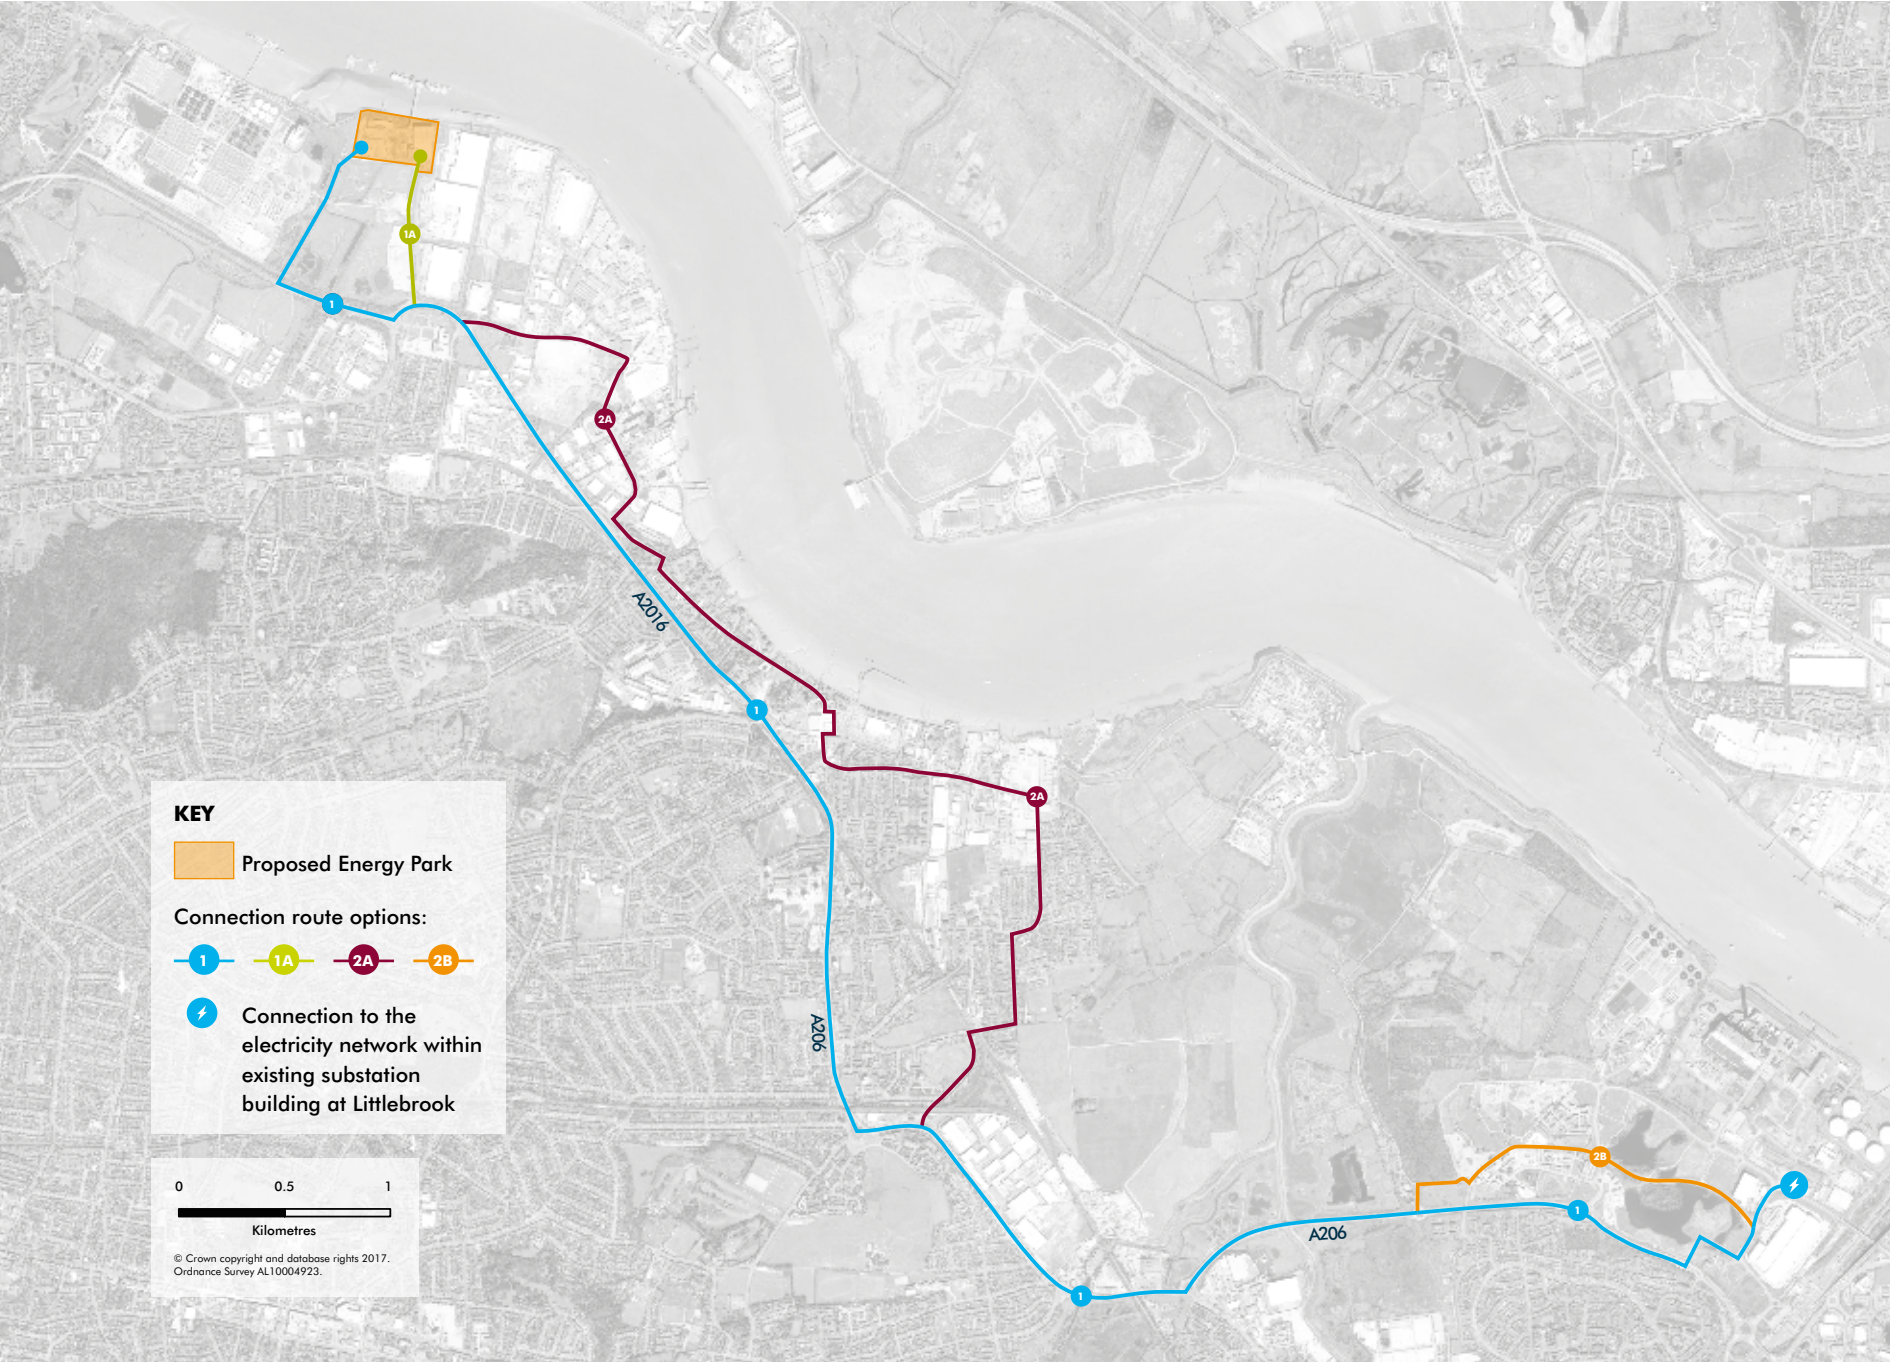 1A
1
2A
A2016
1
2A
KEY
Proposed Energy Park
Connection route options:
1 1A 2A 2B
Connection to the
electricity network within
existing substation
building at Littlebrook
A206
0 0.5 1
Kilometres
© Crown copyright and database rights 2017.
Ordnance Survey AL10004923.
2B
1
A206
1